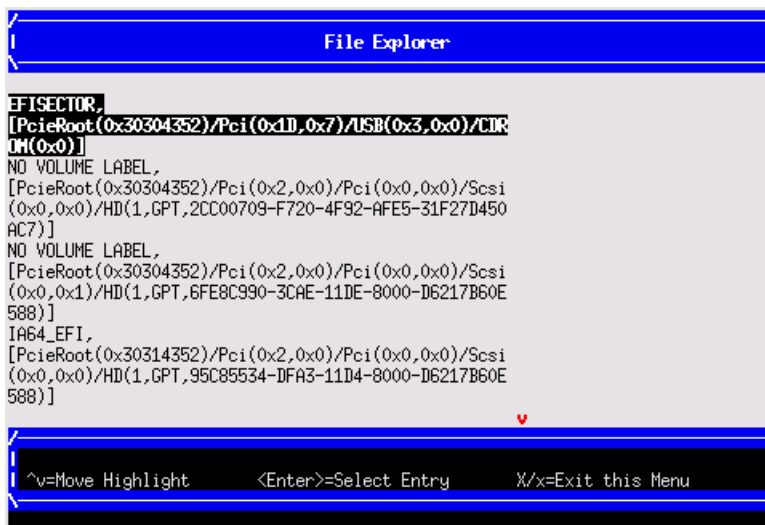 File Explorer
EFISECTOR,
[PcieRoot(0x30304352)/Pci(0x1D,0x7)/USB(0x3,0x0)/CDR
OM(0x0)]
NO VOLUME LABEL,
[PcieRoot(0x30304352)/Pci(0x2,0x0)/Pci(0x0,0x0)/Scsi
(0x0,0x0)/HD(1,GPT,2CC00709-F720-4F92-AFE5-31F27D450
AC7)]
NO VOLUME LABEL,
[PcieRoot(0x30304352)/Pci(0x2,0x0)/Pci(0x0,0x0)/Scsi
(0x0,0x1)/HD(1,GPT,6FE8C990-3CAE-11DE-8000-D6217B60E
588)]
IA64_EFI,
[PcieRoot(0x30314352)/Pci(0x2,0x0)/Pci(0x0,0x0)/Scsi
(0x0,0x0)/HD(1,GPT,95C85534-DFA3-11D4-8000-D6217B60E
588)]
v
^v=Move Highlight <Enter>=Select Entry X/x=Exit this Menu